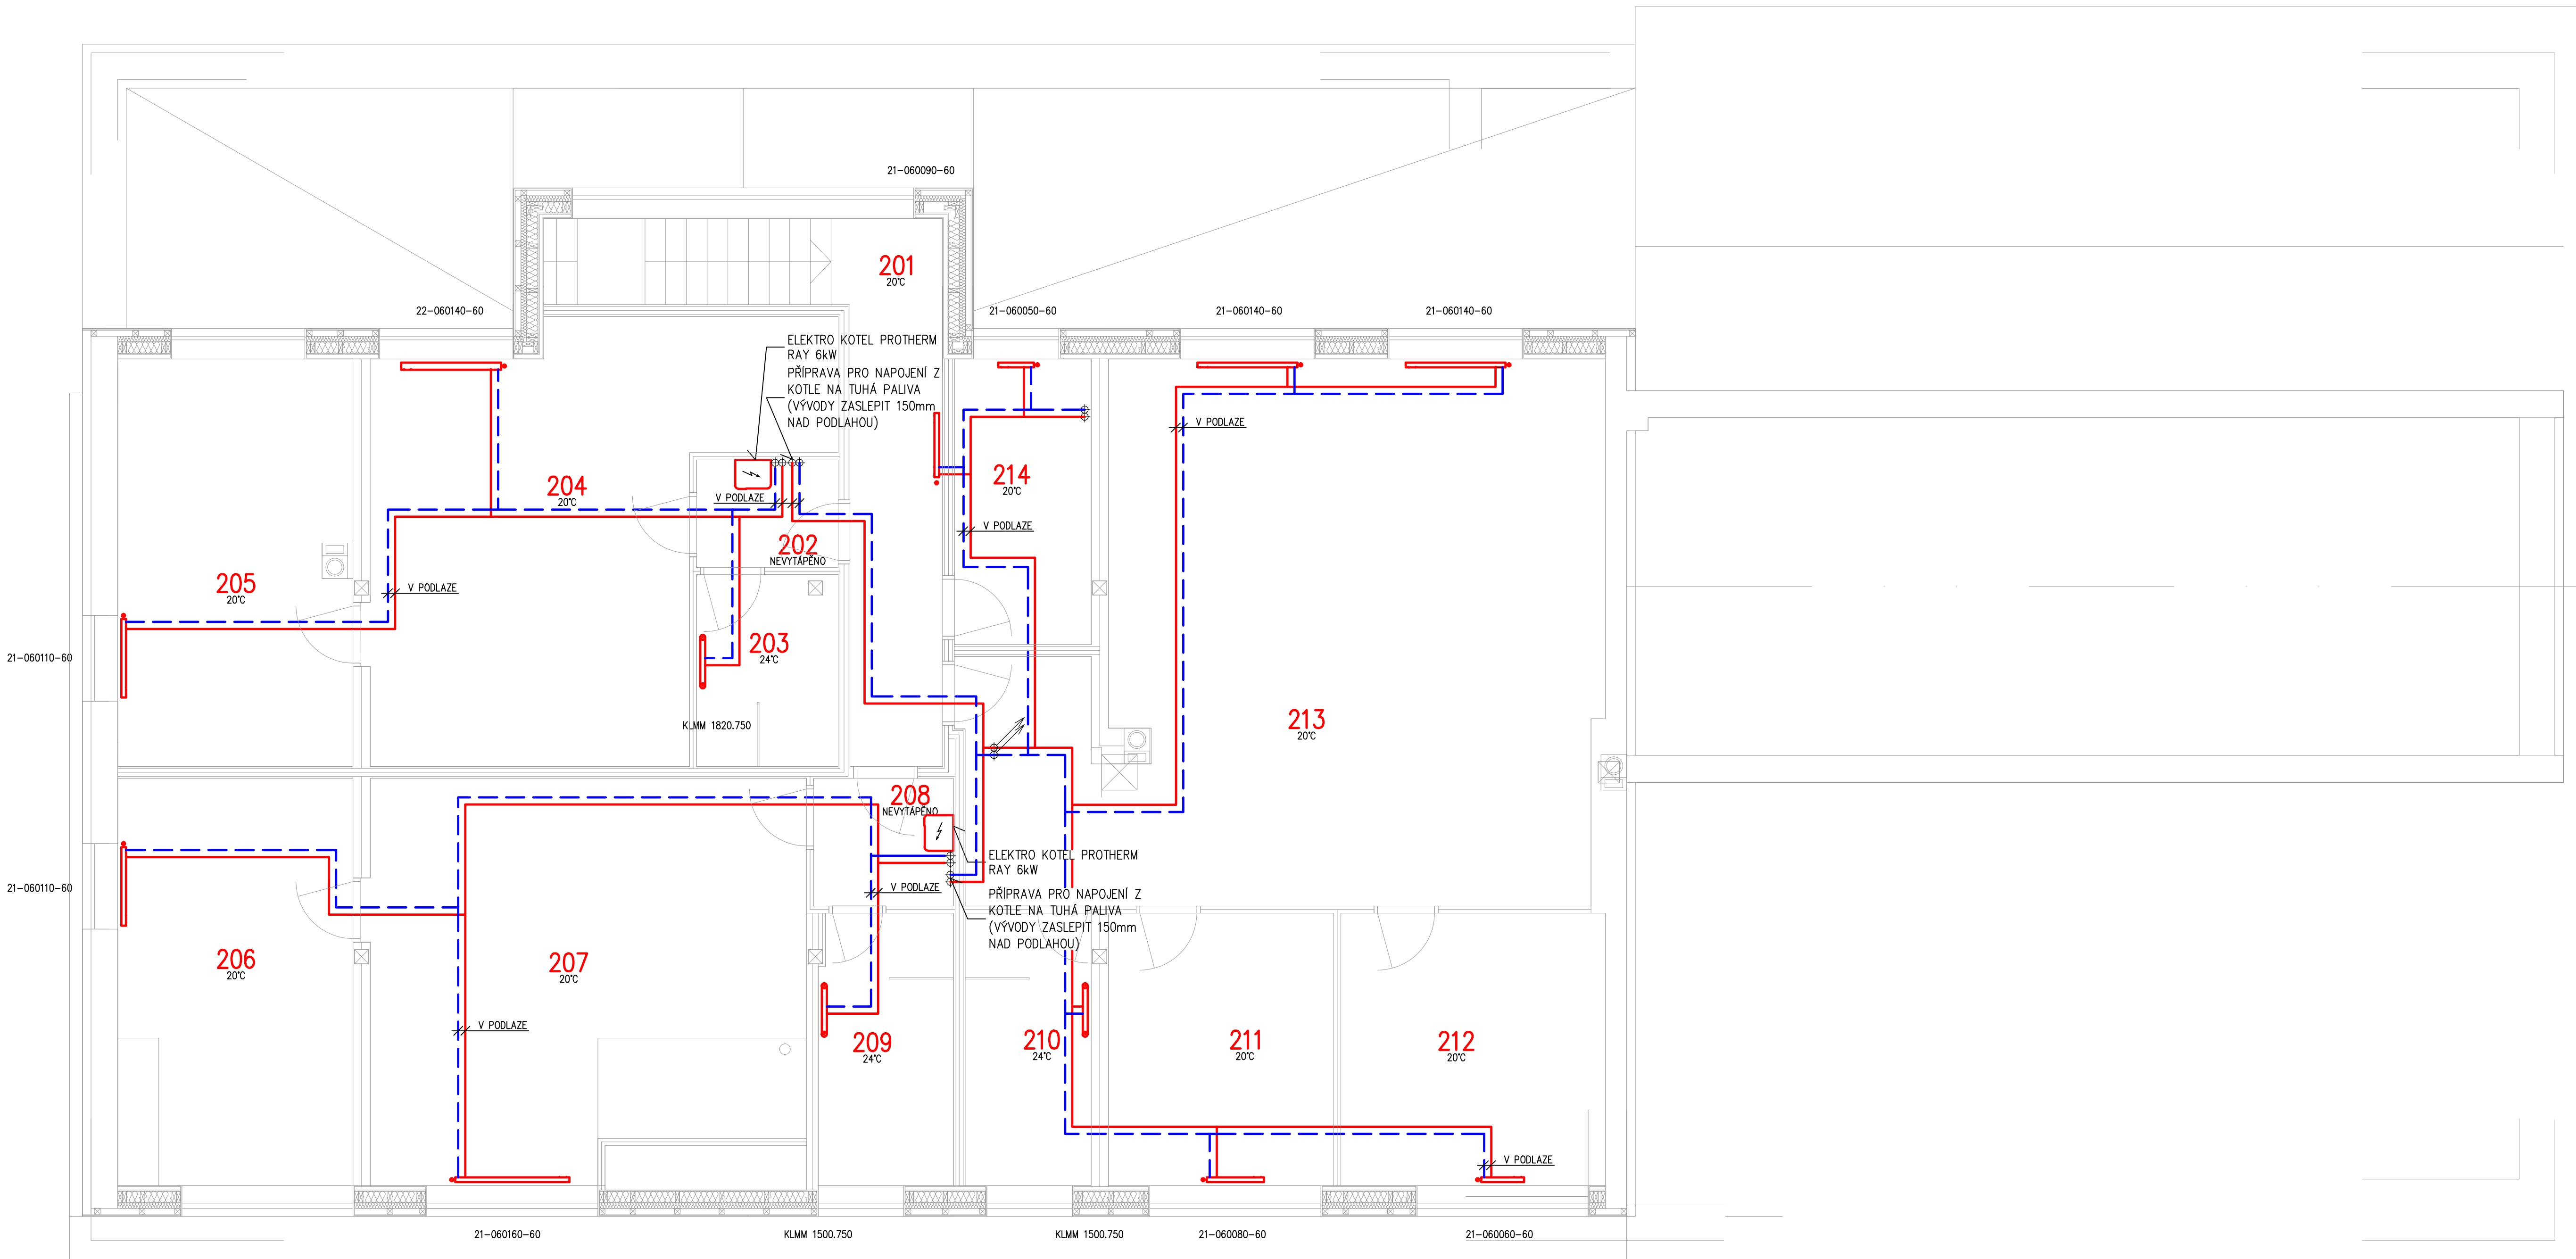 21-060090-60
201
20°C
22-060140-60
21-060050-60
21-060140-60
21-060140-60
ELEKTRO KOTEL PROTHERM
RAY 6kW
PŘÍPRAVA PRO NAPOJENÍ Z
KOTLE NA TUHÁ PALIVA
(VÝVODY ZASLEPIT 150mm
NAD PODLAHOU)
V PODLAZE
204
20°C
V PODLAZE
214
20°C
V PODLAZE
202
NEVYTÁPĚNO
205
20°C
V PODLAZE
203
24°C
21-060110-60
KLMM 1820.750
213
20°C
208
NEVYTÁPĚNO
ELEKTRO KOTEL PROTHERM
RAY 6kW
21-060110-60
V PODLAZE
PŘÍPRAVA PRO NAPOJENÍ Z
KOTLE NA TUHÁ PALIVA
(VÝVODY ZASLEPIT 150mm
NAD PODLAHOU)
206
20°C
207
20°C
V PODLAZE
209
24°C
210
24°C
211
20°C
212
20°C
V PODLAZE
21-060160-60
KLMM 1500.750
KLMM 1500.750
21-060080-60
21-060060-60